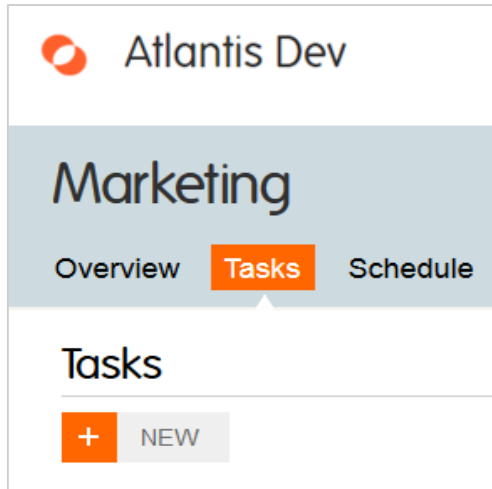 Atlantis Dev
Marketing
Overview Tasks Schedule
Tasks
+ NEW